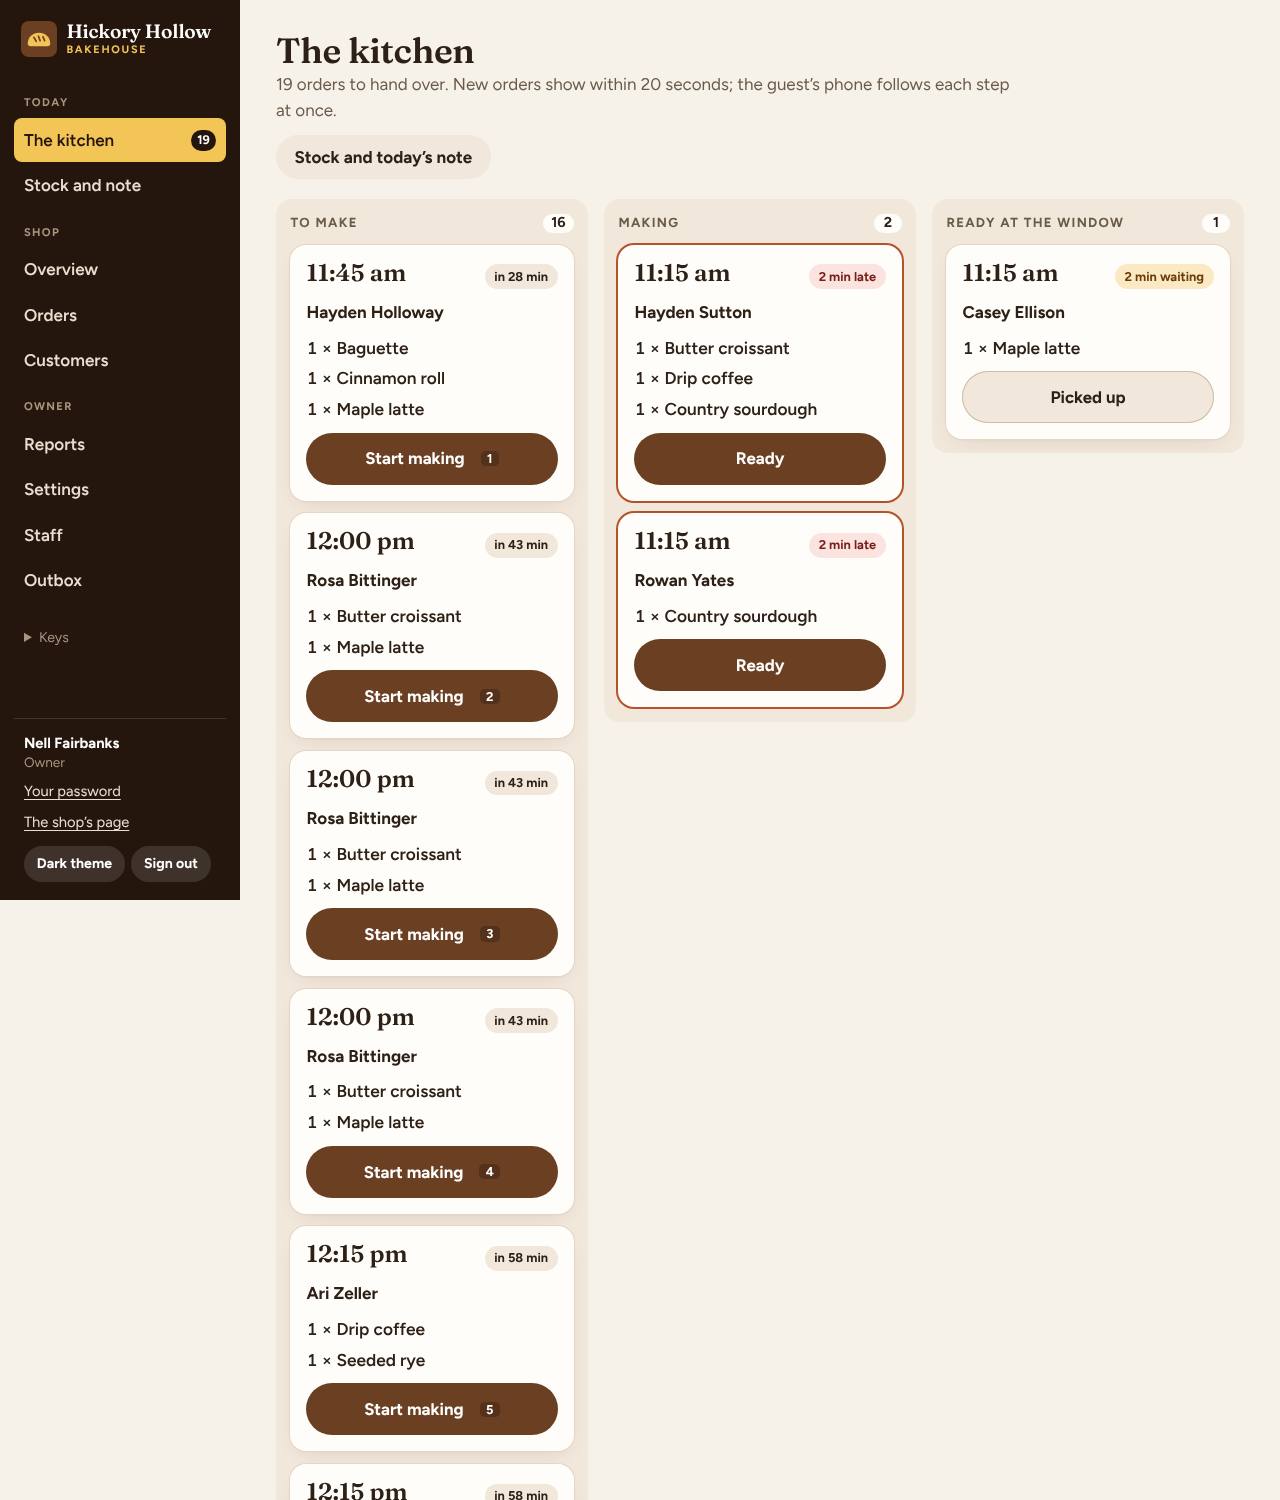 Hickory Hollow
BAKEHOUSE
TODAY
The kitchen 19
Stock and note
SHOP
Overview
Orders
Customers
OWNER
Reports
Settings
Staff
Outbox
Keys
Nell Fairbanks
Owner
Your password
The shop’s page
Dark theme Sign out
The kitchen
19 orders to hand over. New orders show within 20 seconds; the guest’s phone follows each step
at once.
Stock and today’s note
TO MAKE 16
11:45 am in 28 min
Hayden Holloway
1 × Baguette
1 × Cinnamon roll
1 × Maple latte
Start making 1
12:00 pm in 43 min
Rosa Bittinger
1 × Butter croissant
1 × Maple latte
Start making 2
12:00 pm in 43 min
Rosa Bittinger
1 × Butter croissant
1 × Maple latte
Start making 3
12:00 pm in 43 min
Rosa Bittinger
1 × Butter croissant
1 × Maple latte
Start making 4
12:15 pm in 58 min
Ari Zeller
1 × Drip coffee
1 × Seeded rye
Start making 5
12:15 pm in 58 min
MAKING 2
11:15 am 2 min late
Hayden Sutton
1 × Butter croissant
1 × Drip coffee
1 × Country sourdough
Ready
11:15 am 2 min late
Rowan Yates
1 × Country sourdough
Ready
READY AT THE WINDOW 1
11:15 am 2 min waiting
Casey Ellison
1 × Maple latte
Picked up